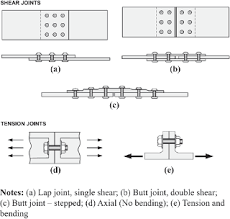 SHEAR JOINTS
(a)
(b)
(c)
TENSION JOINTS
(d)
(e)
Notes: (a) Lap joint, single shear; (b) Butt joint, double shear;
(c) Butt joint – stepped; (d) Axial (No bending); (e) Tension and
bending